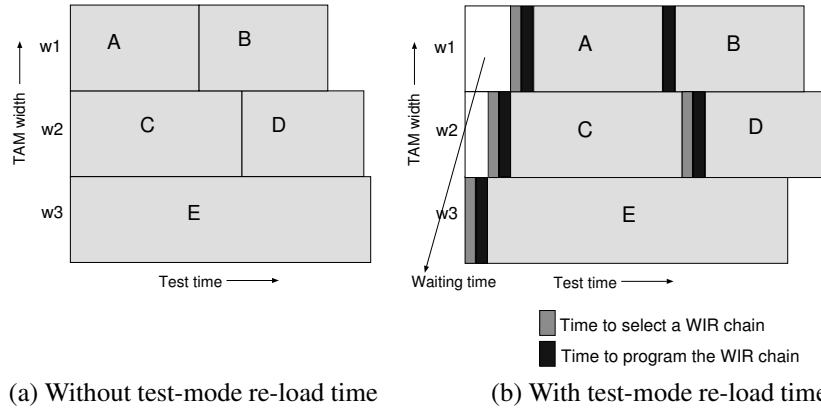 w1
A
B
w2
C
D
w3
E
TAM width
Test time
w1
A
B
w2
C
D
w3
E
TAM width
Waiting time
Test time
Time to select a WIR chain
Time to program the WIR chain
(a) Without test-mode re-load time
(b) With test-mode re-load time